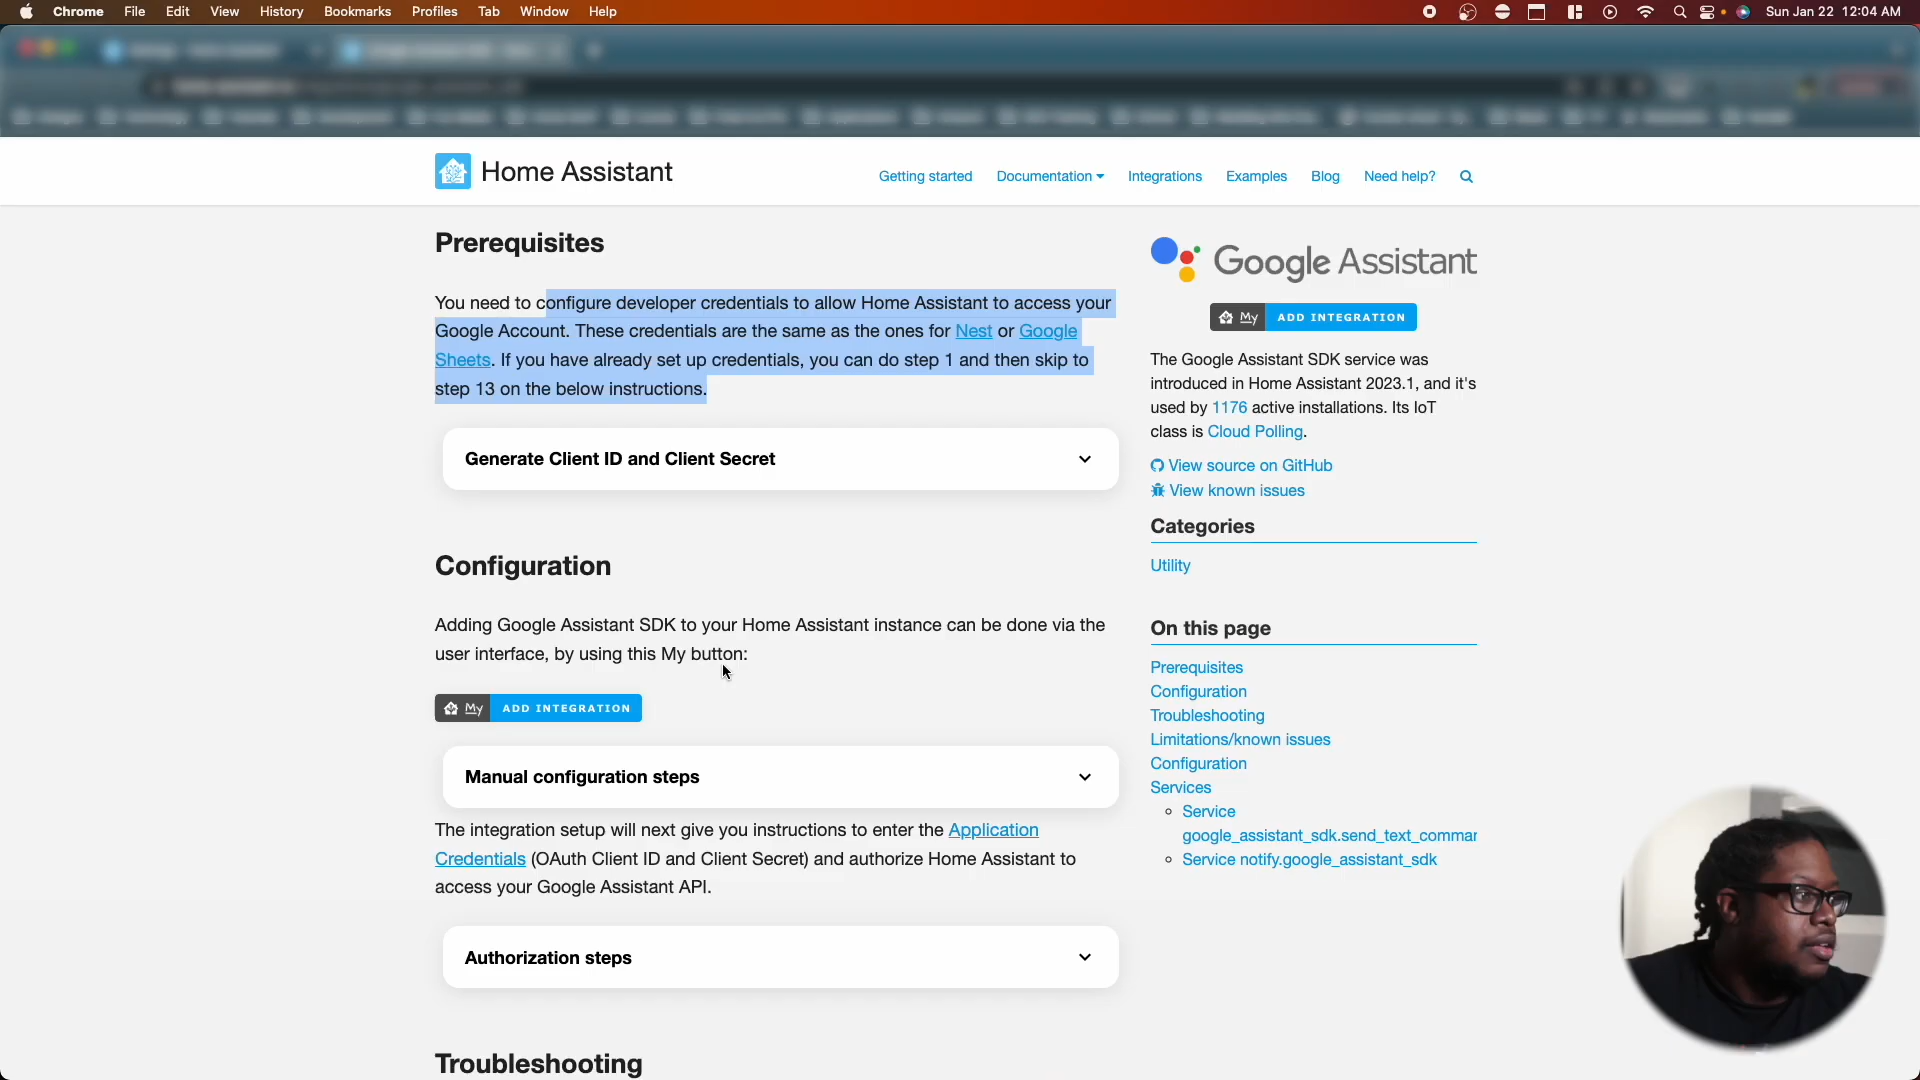 Chrome File Edit View History Bookmarks Profiles Tab Window Help
Sun Jan 22 12:04 AM
Home Assistant
Getting started Documentation Integrations Examples Blog Need help?
Prerequisites
You need to configure developer credentials to allow Home Assistant to access your
Google Account. These credentials are the same as the ones for Nest or Google
Sheets. If you have already set up credentials, you can do step 1 and then skip to
step 13 on the below instructions.
Generate Client ID and Client Secret
Configuration
Adding Google Assistant SDK to your Home Assistant instance can be done via the
user interface, by using this My button:
My ADD INTEGRATION
Manual configuration steps
The integration setup will next give you instructions to enter the Application
Credentials (OAuth Client ID and Client Secret) and authorize Home Assistant to
access your Google Assistant API.
Authorization steps
Troubleshooting
Google Assistant
My ADD INTEGRATION
The Google Assistant SDK service was
introduced in Home Assistant 2023.1, and it's
used by 1176 active installations. Its IoT
class is Cloud Polling.
View source on GitHub
View known issues
Categories
Utility
On this page
Prerequisites
Configuration
Troubleshooting
Limitations/known issues
Configuration
Services
Service
google_assistant_sdk.send_text_comman
Service notify.google_assistant_sdk